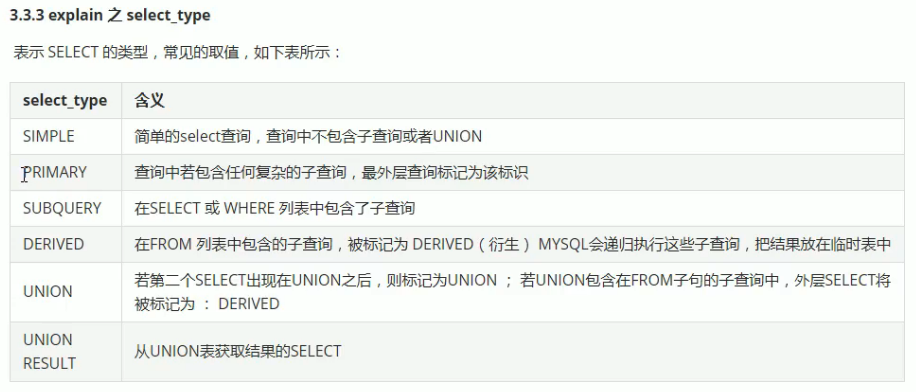 3.3.3 explain 之 select_type
表示 SELECT 的类型，常见的取值，如下表所示：
select_type 含义
SIMPLE 简单的select查询，查询中不包含子查询或者UNION
PRIMARY 查询中若包含任何复杂的子查询，最外层查询标记为该标识
SUBQUERY 在SELECT 或 WHERE 列表中包含了子查询
DERIVED 在FROM 列表中包含的子查询，被标记为 DERIVED（衍生） MYSQL会递归执行这些子查询，把结果放在临时表中
UNION 若第二个SELECT出现在UNION之后，则标记为UNION ； 若UNION包含在FROM子句的子查询中，外层SELECT将
被标记为 ： DERIVED
UNION
RESULT 从UNION表获取结果的SELECT